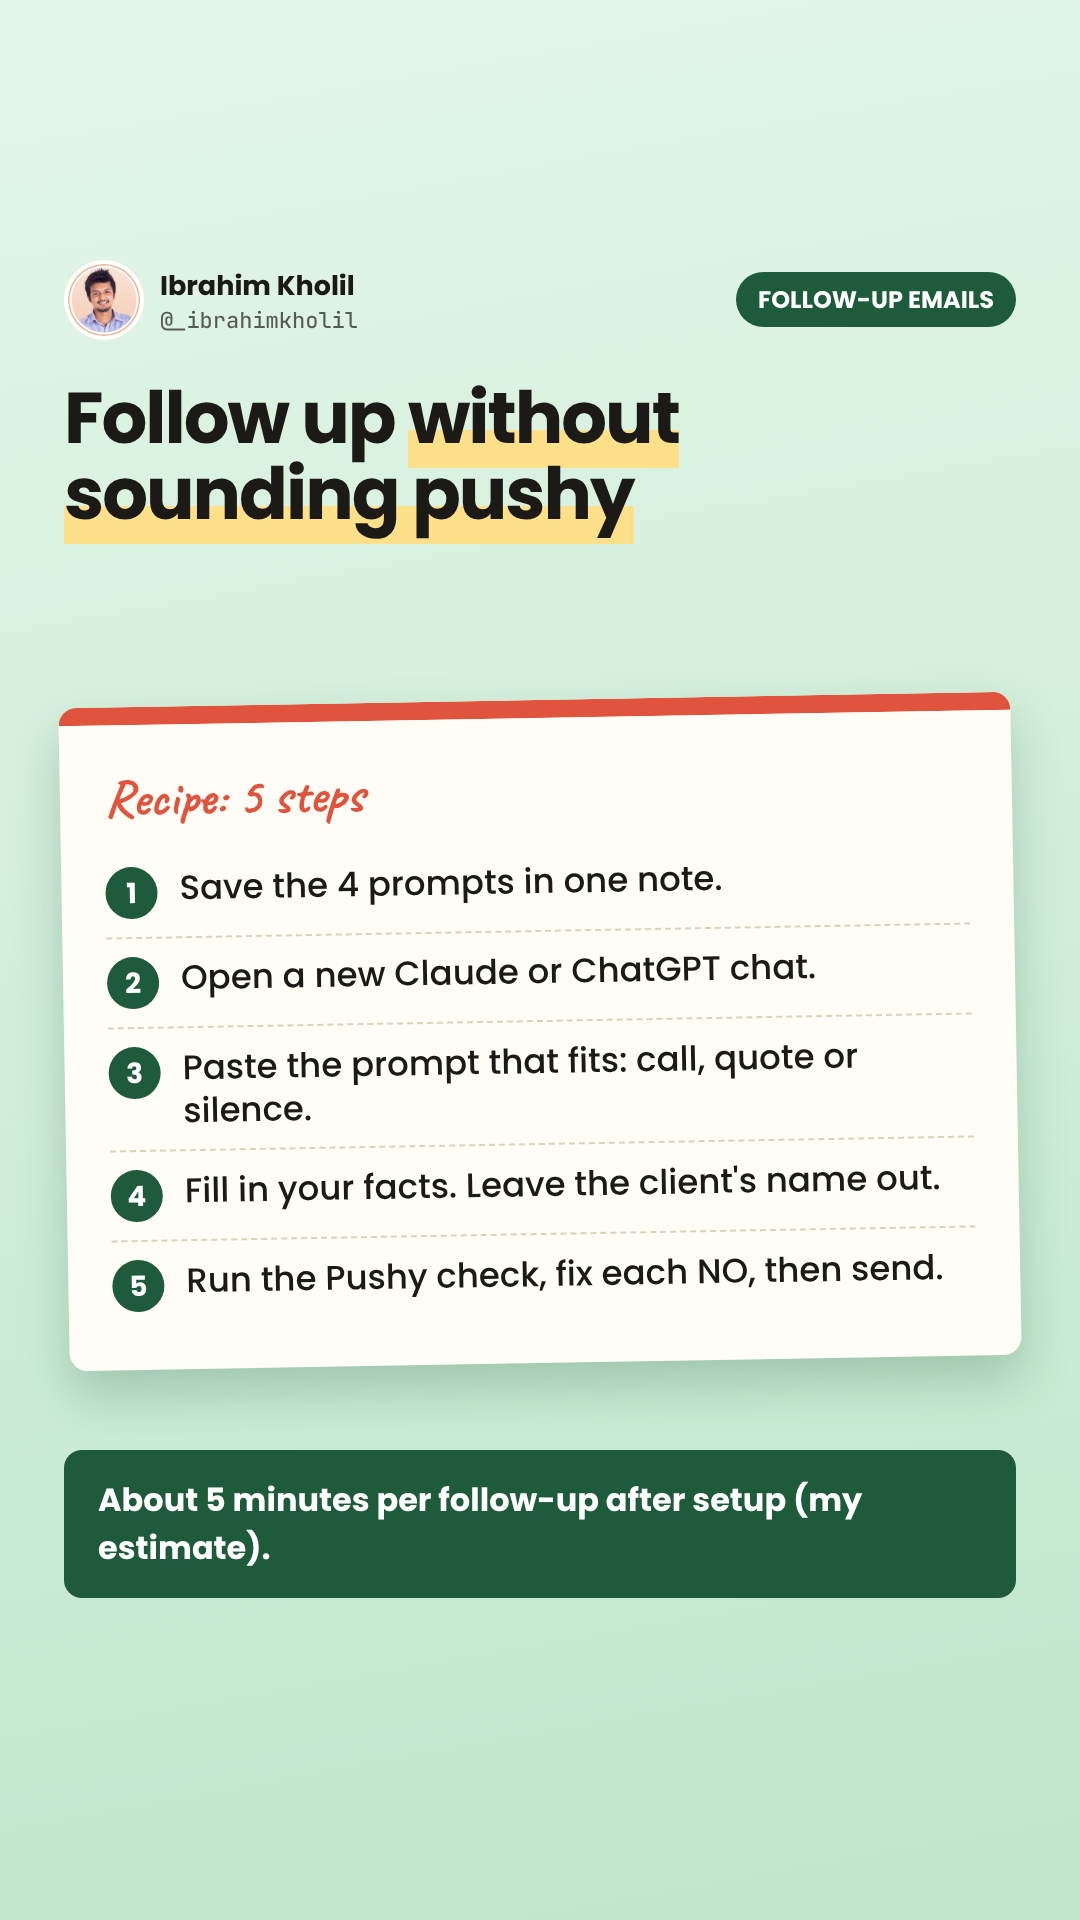 Ibrahim Kholil
@_ibrahimkholil
FOLLOW-UP EMAILS
Follow up without
sounding pushy
Recipe: 5 steps
1 Save the 4 prompts in one note.
2 Open a new Claude or ChatGPT chat.
3 Paste the prompt that fits: call, quote or
silence.
4 Fill in your facts. Leave the client's name out.
5 Run the Pushy check, fix each NO, then send.
About 5 minutes per follow-up after setup (my
estimate).